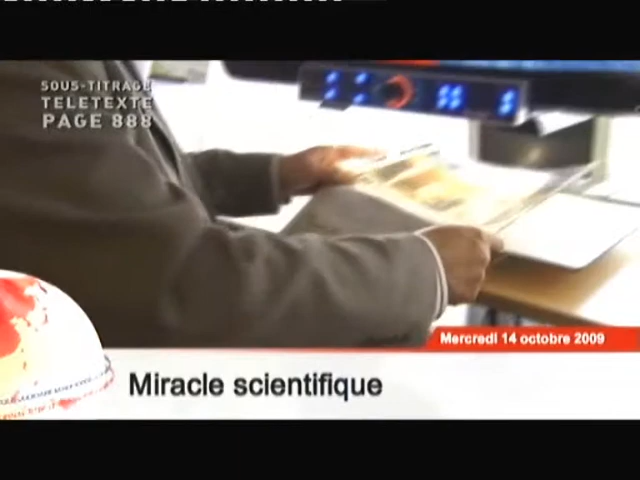 SOUS-TITRAGE
TELETEXTE
PAGE 888
Mercredi 14 octobre 2009
Miracle scientifique